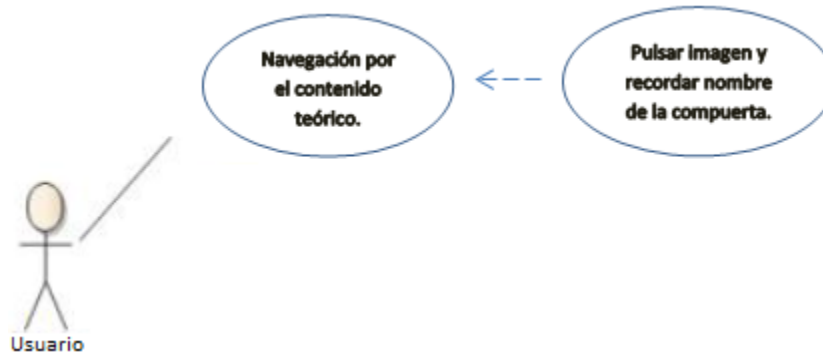 Navegación por
el contenido
teórico.
Pulsar imagen y
recordar nombre
de la compuerta.
Usuario